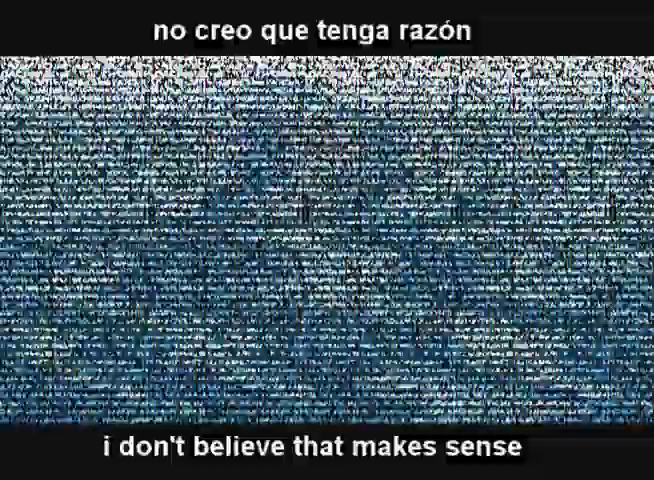 no creo que tenga razón
i don't believe that makes sense